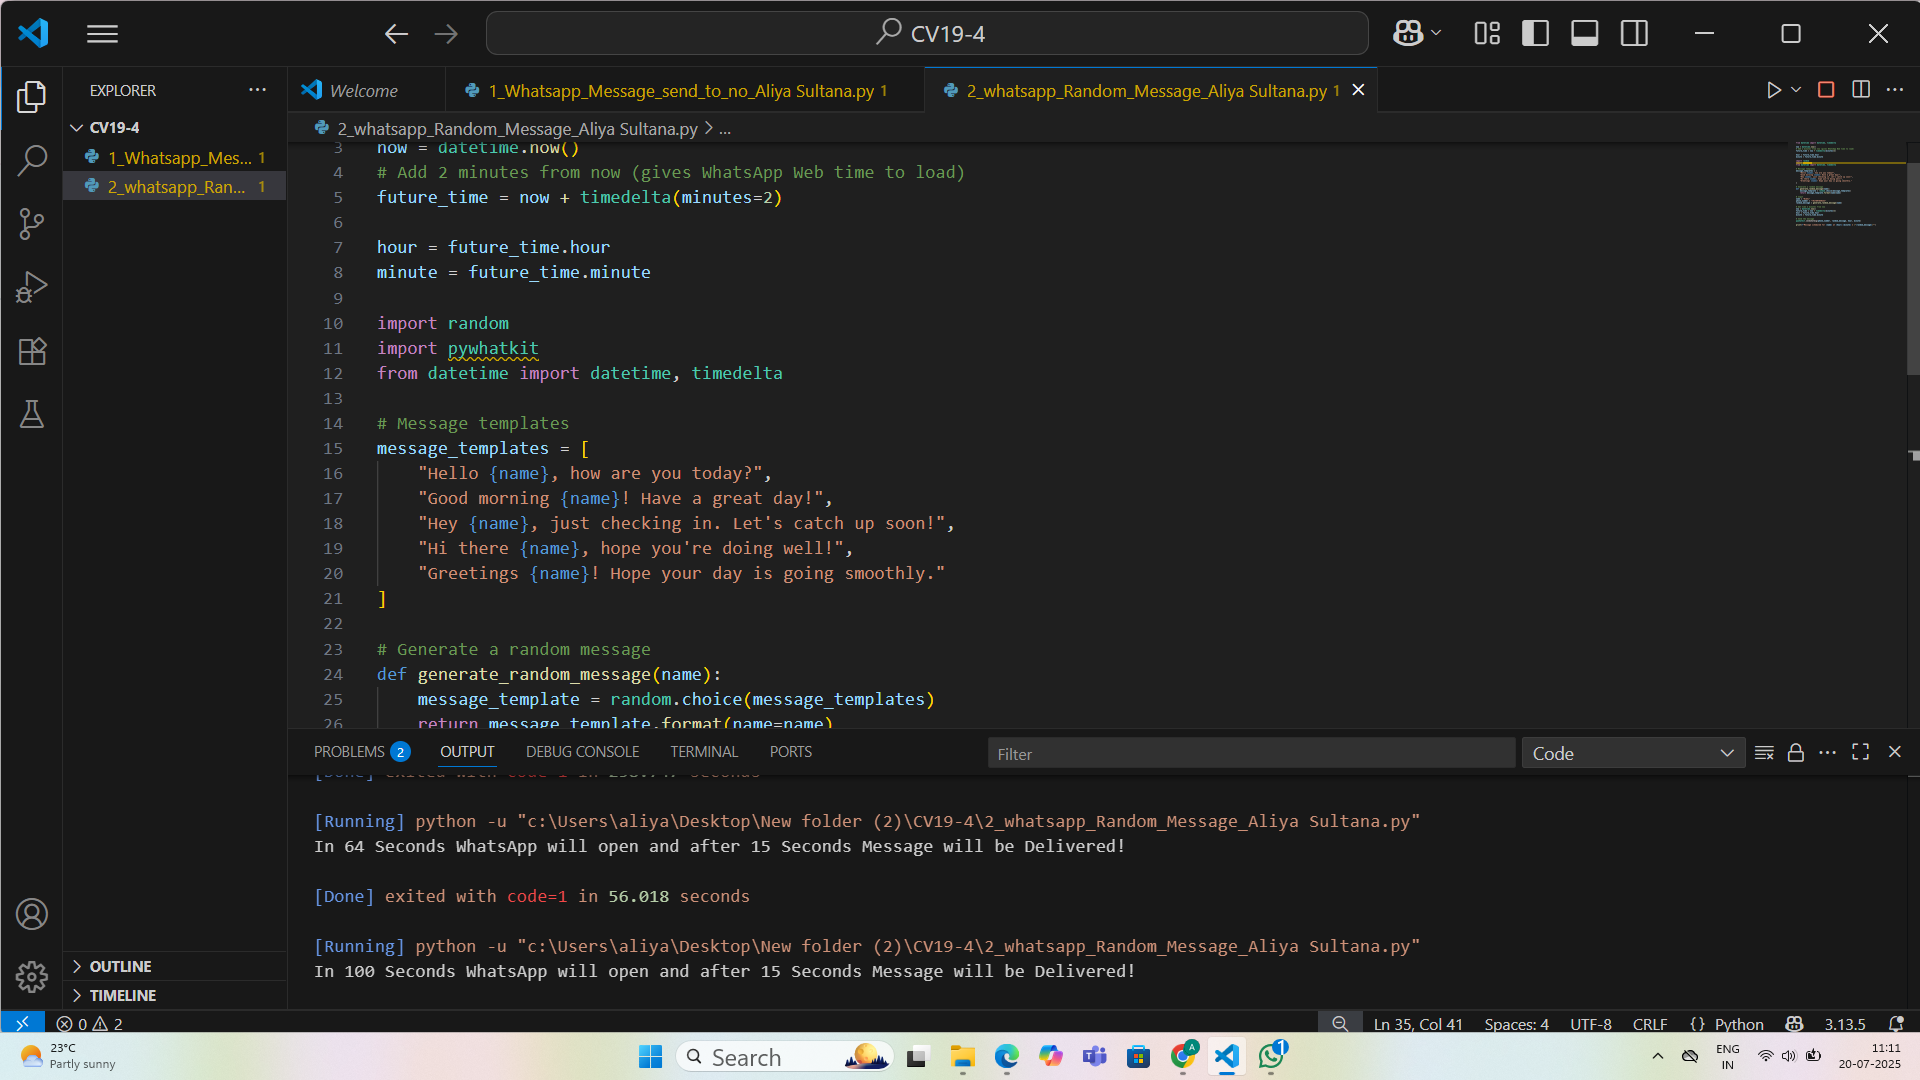 CV19-4
EXPLORER
Welcome
1_Whatsapp_Message_send_to_no_Aliya Sultana.py 1
2_whatsapp_Random_Message_Aliya Sultana.py 1
CV19-4
1_Whatsapp_Mes... 1
2_whatsapp_Ran... 1
OUTLINE
TIMELINE
2_whatsapp_Random_Message_Aliya Sultana.py > ...
3 now = datetime.now()
4 # Add 2 minutes from now (gives WhatsApp Web time to load)
5 future_time = now + timedelta(minutes=2)
6
7 hour = future_time.hour
8 minute = future_time.minute
9
10 import random
11 import pywhatkit
12 from datetime import datetime, timedelta
13
14 # Message templates
15 message_templates = [
16 "Hello {name}, how are you today?",
17 "Good morning {name}! Have a great day!",
18 "Hey {name}, just checking in. Let's catch up soon!",
19 "Hi there {name}, hope you're doing well!",
20 "Greetings {name}! Hope your day is going smoothly."
21 ]
22
23 # Generate a random message
24 def generate_random_message(name):
25 message_template = random.choice(message_templates)
26 return message_template.format(name=name)
PROBLEMS 2 OUTPUT DEBUG CONSOLE TERMINAL PORTS
Filter
Code
[Done] exited with code=1 in seconds
[Running] python -u "c:\Users\aliya\Desktop\New folder (2)\CV19-4\2_whatsapp_Random_Message_Aliya Sultana.py"
In 64 Seconds WhatsApp will open and after 15 Seconds Message will be Delivered!
[Done] exited with code=1 in 56.018 seconds
[Running] python -u "c:\Users\aliya\Desktop\New folder (2)\CV19-4\2_whatsapp_Random_Message_Aliya Sultana.py"
In 100 Seconds WhatsApp will open and after 15 Seconds Message will be Delivered!
0 2
Ln 35, Col 41 Spaces: 4 UTF-8 CRLF {} Python 3.13.5
23°C
Partly sunny
Search
A
1
ENG
IN
11:11
20-07-2025